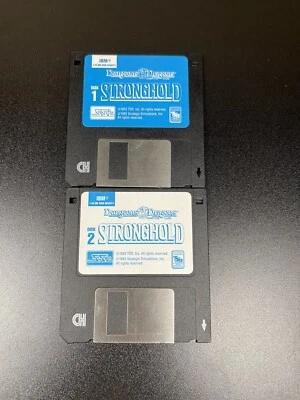 IBM
Dungeons & Dragons
DISK
1 STRONGHOLD
©1993 TSR, Inc. All rights reserved.
©1993 Strategic Simulations, Inc.
All rights reserved.
HD
IBM
Dungeons & Dragons
DISK
2 STRONGHOLD
©1993 TSR, Inc. All rights reserved.
©1993 Strategic Simulations, Inc.
All rights reserved.
HD